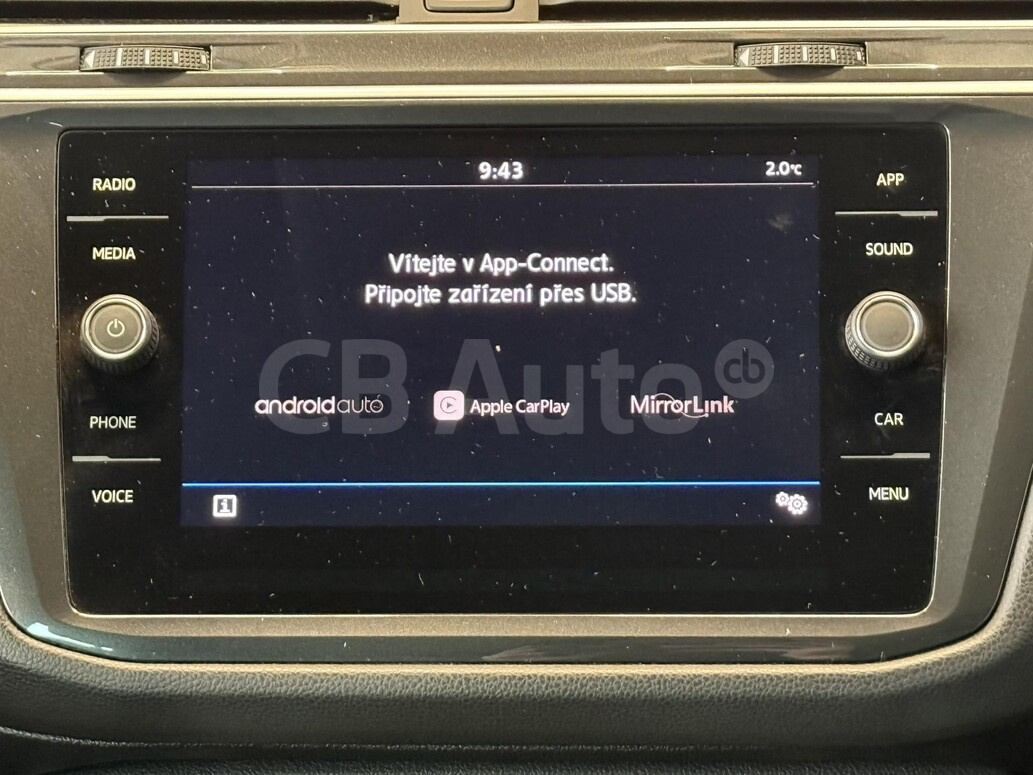 9:43
2.0°C
RADIO
APP
MEDIA
SOUND
Vítejte v App-Connect.
Připojte zařízení přes USB.
CB Auto cb
androidauto
Apple CarPlay
MirrorLink
PHONE
CAR
VOICE
MENU
i